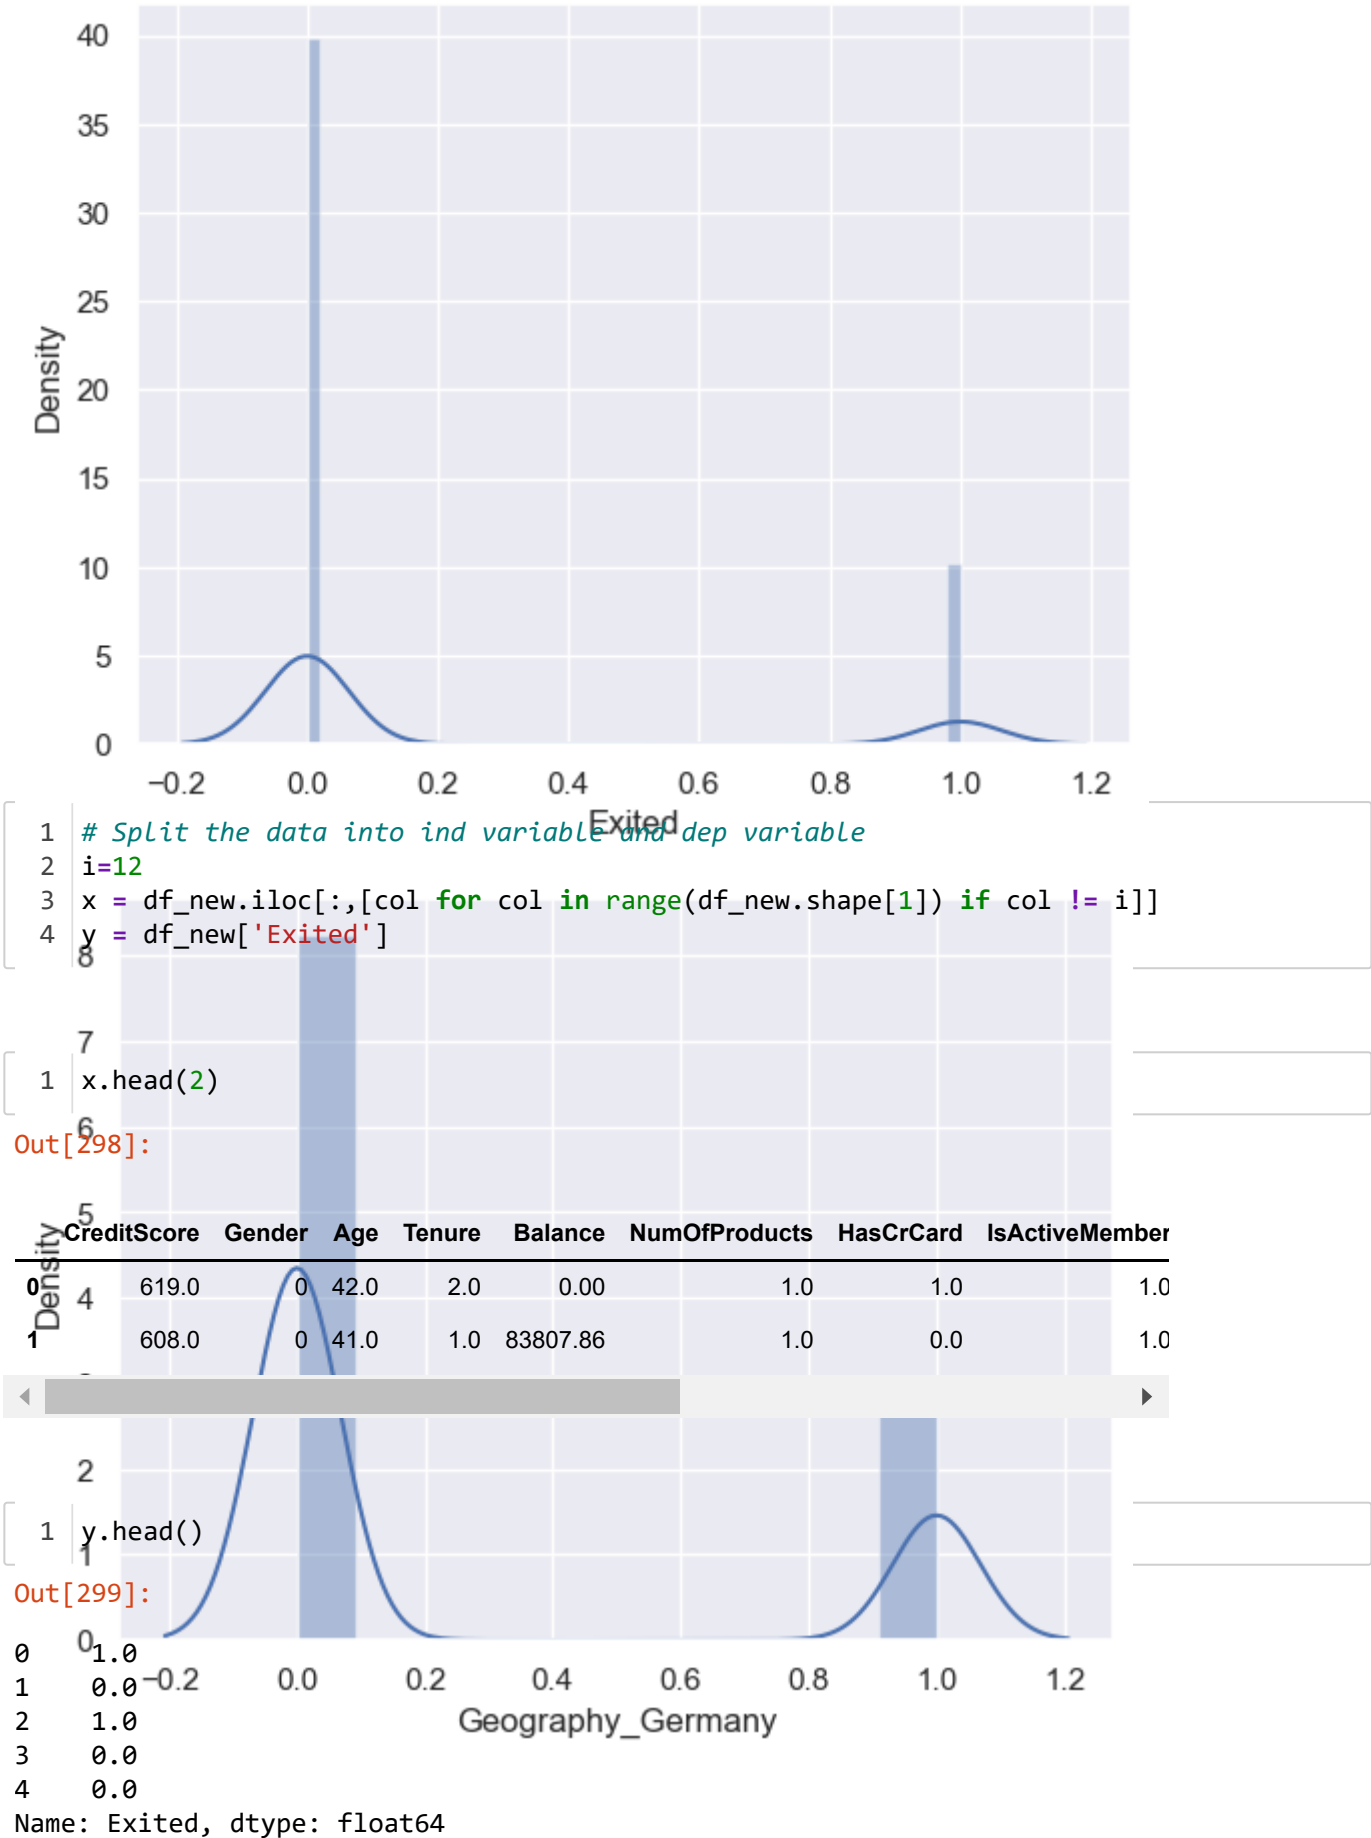 40
35
30
25
20
15
10
5
0
Density
−0.2 0.0 0.2 0.4 0.6 0.8 1.0 1.2
Exited
1 # Split the data into ind variable and dep variable
2 i=12
3 x = df_new.iloc[:,[col for col in range(df_new.shape[1]) if col != i]]
4 y = df_new['Exited']
8
7
1 x.head(2)
6
Out[298]:
5
Density
CreditScore Gender Age Tenure Balance NumOfProducts HasCrCard IsActiveMember
0 619.0 0 42.0 2.0 0.00 1.0 1.0 1.0
4
1 608.0 0 41.0 1.0 83807.86 1.0 0.0 1.0
2
1 y.head()
1
Out[299]:
0
0 1.0
1 0.0
2 1.0
3 0.0
4 0.0
Name: Exited, dtype: float64
−0.2 0.0 0.2 0.4 0.6 0.8 1.0 1.2
Geography_Germany